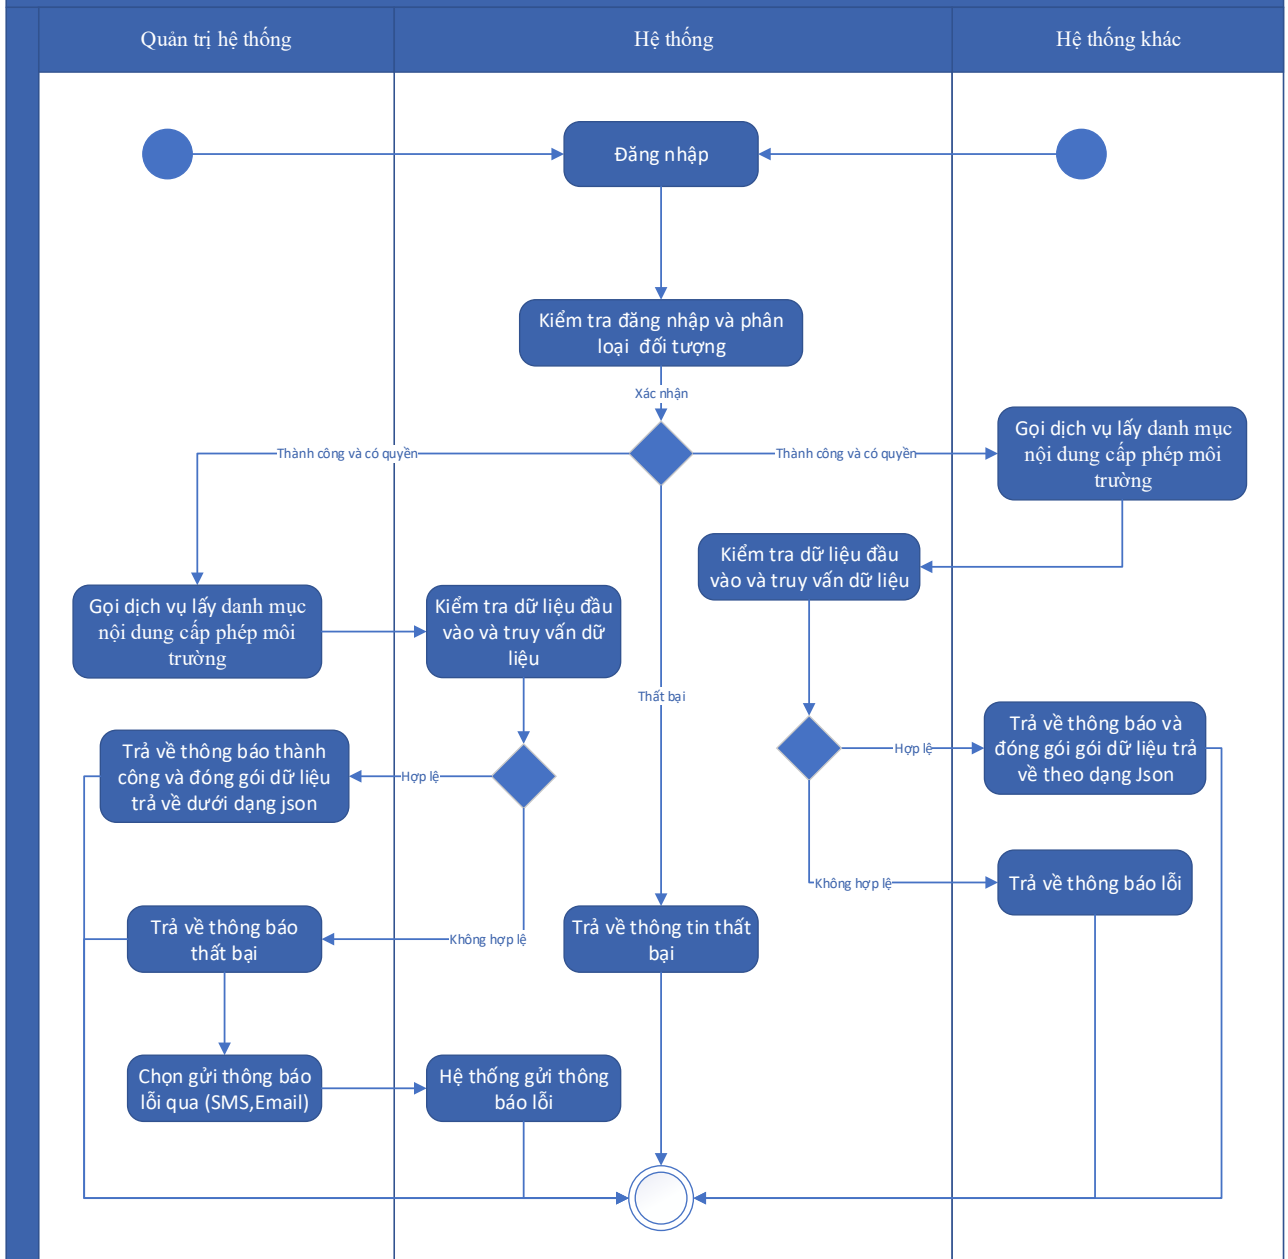 Quản trị hệ thống
Hệ thống
Hệ thống khác
Đăng nhập
Kiểm tra đăng nhập và phân
loại đối tượng
Xác nhận
Thành công và có quyền
Thành công và có quyền
Gọi dịch vụ lấy danh mục
nội dung cấp phép môi
trường
Kiểm tra dữ liệu đầu
vào và truy vấn dữ liệu
Gọi dịch vụ lấy danh mục
nội dung cấp phép môi
trường
Kiểm tra dữ liệu đầu
vào và truy vấn dữ
liệu
Thất bại
Trả về thông báo thành
công và đóng gói dữ liệu
trả về dưới dạng json
Hợp lệ
Hợp lệ
Trả về thông báo và
đóng gói gói dữ liệu trả
về theo dạng Json
Không hợp lệ
Trả về thông báo lỗi
Trả về thông báo
thất bại
Không hợp lệ
Trả về thông tin thất
bại
Chọn gửi thông báo
lỗi qua (SMS,Email)
Hệ thống gửi thông
báo lỗi